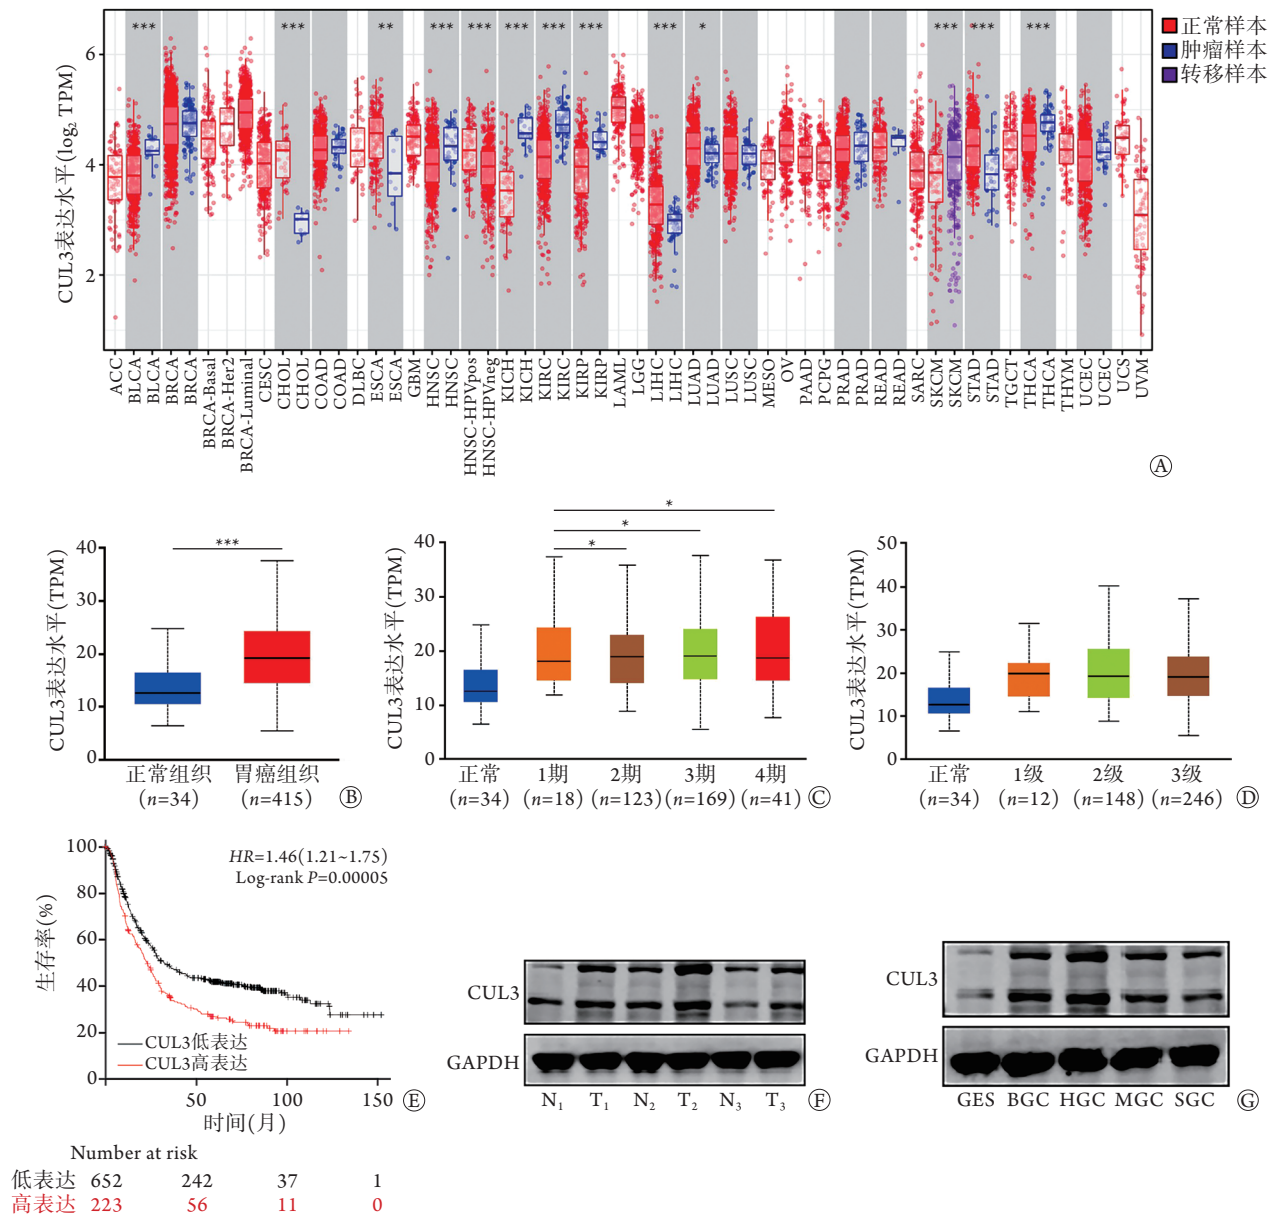 *** *** ** *** *** *** *** *** *** * *** *** ***
正常样本
肿瘤样本
转移样本
CUL3表达水平(log₂ TPM)
6
4
2
ACC BLCA BLCA BRCA BRCA BRCA-Basal BRCA-Her2 BRCA-Luminal CESC CHOL CHOL COAD COAD DLBC ESCA ESCA GBM HNSC HNSC HNSC-HPVpos HNSC-HPVneg KICH KICH KIRC KIRC KIRP KIRP LAML LGG LIHC LIHC LUAD LUAD LUSC LUSC MESO OV PAAD PCPG PRAD PRAD READ READ SARC SKCM SKCM STAD STAD TGCT THCA THCA THYM UCEC UCEC UCS UVM
Ⓐ
CUL3表达水平(TPM)
40
30
20
10
0
***
正常组织 胃癌组织
(n=34) (n=415)
Ⓑ
CUL3表达水平(TPM)
40
30
20
10
0
*
*
*
正常 1期 2期 3期 4期
(n=34) (n=18) (n=123) (n=169) (n=41)
Ⓒ
CUL3表达水平(TPM)
50
40
30
20
10
0
正常 1级 2级 3级
(n=34) (n=12) (n=148) (n=246)
Ⓓ
生存率(%)
100
80
60
40
20
0
HR=1.46(1.21~1.75)
Log-rank P=0.00005
CUL3低表达
CUL3高表达
50 100 150
时间(月)
Ⓔ
Number at risk
低表达 652 242 37 1
高表达 223 56 11 0
CUL3
GAPDH
N₁ T₁ N₂ T₂ N₃ T₃
Ⓕ
CUL3
GAPDH
GES BGC HGC MGC SGC
Ⓖ